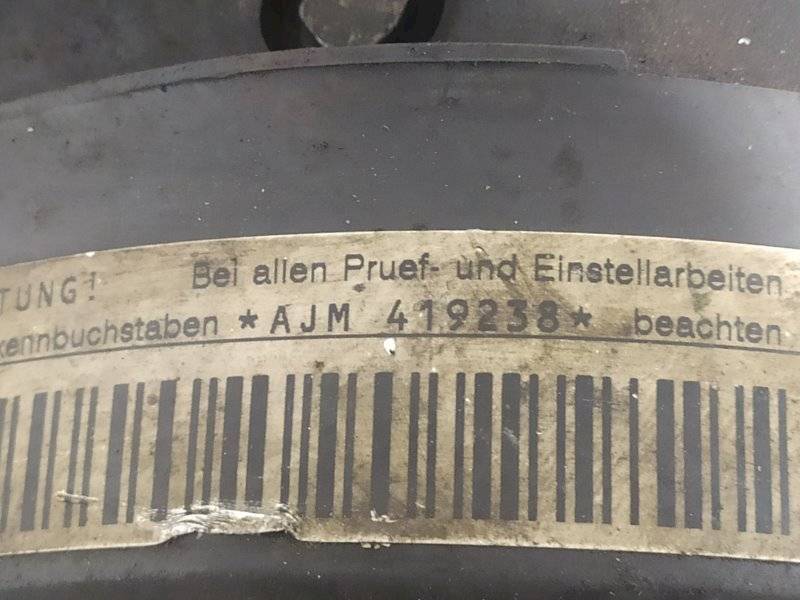 TUNG! Bei allen Pruef- und Einstellarbeiten
kennbuchstaben *AJM 419238* beachten